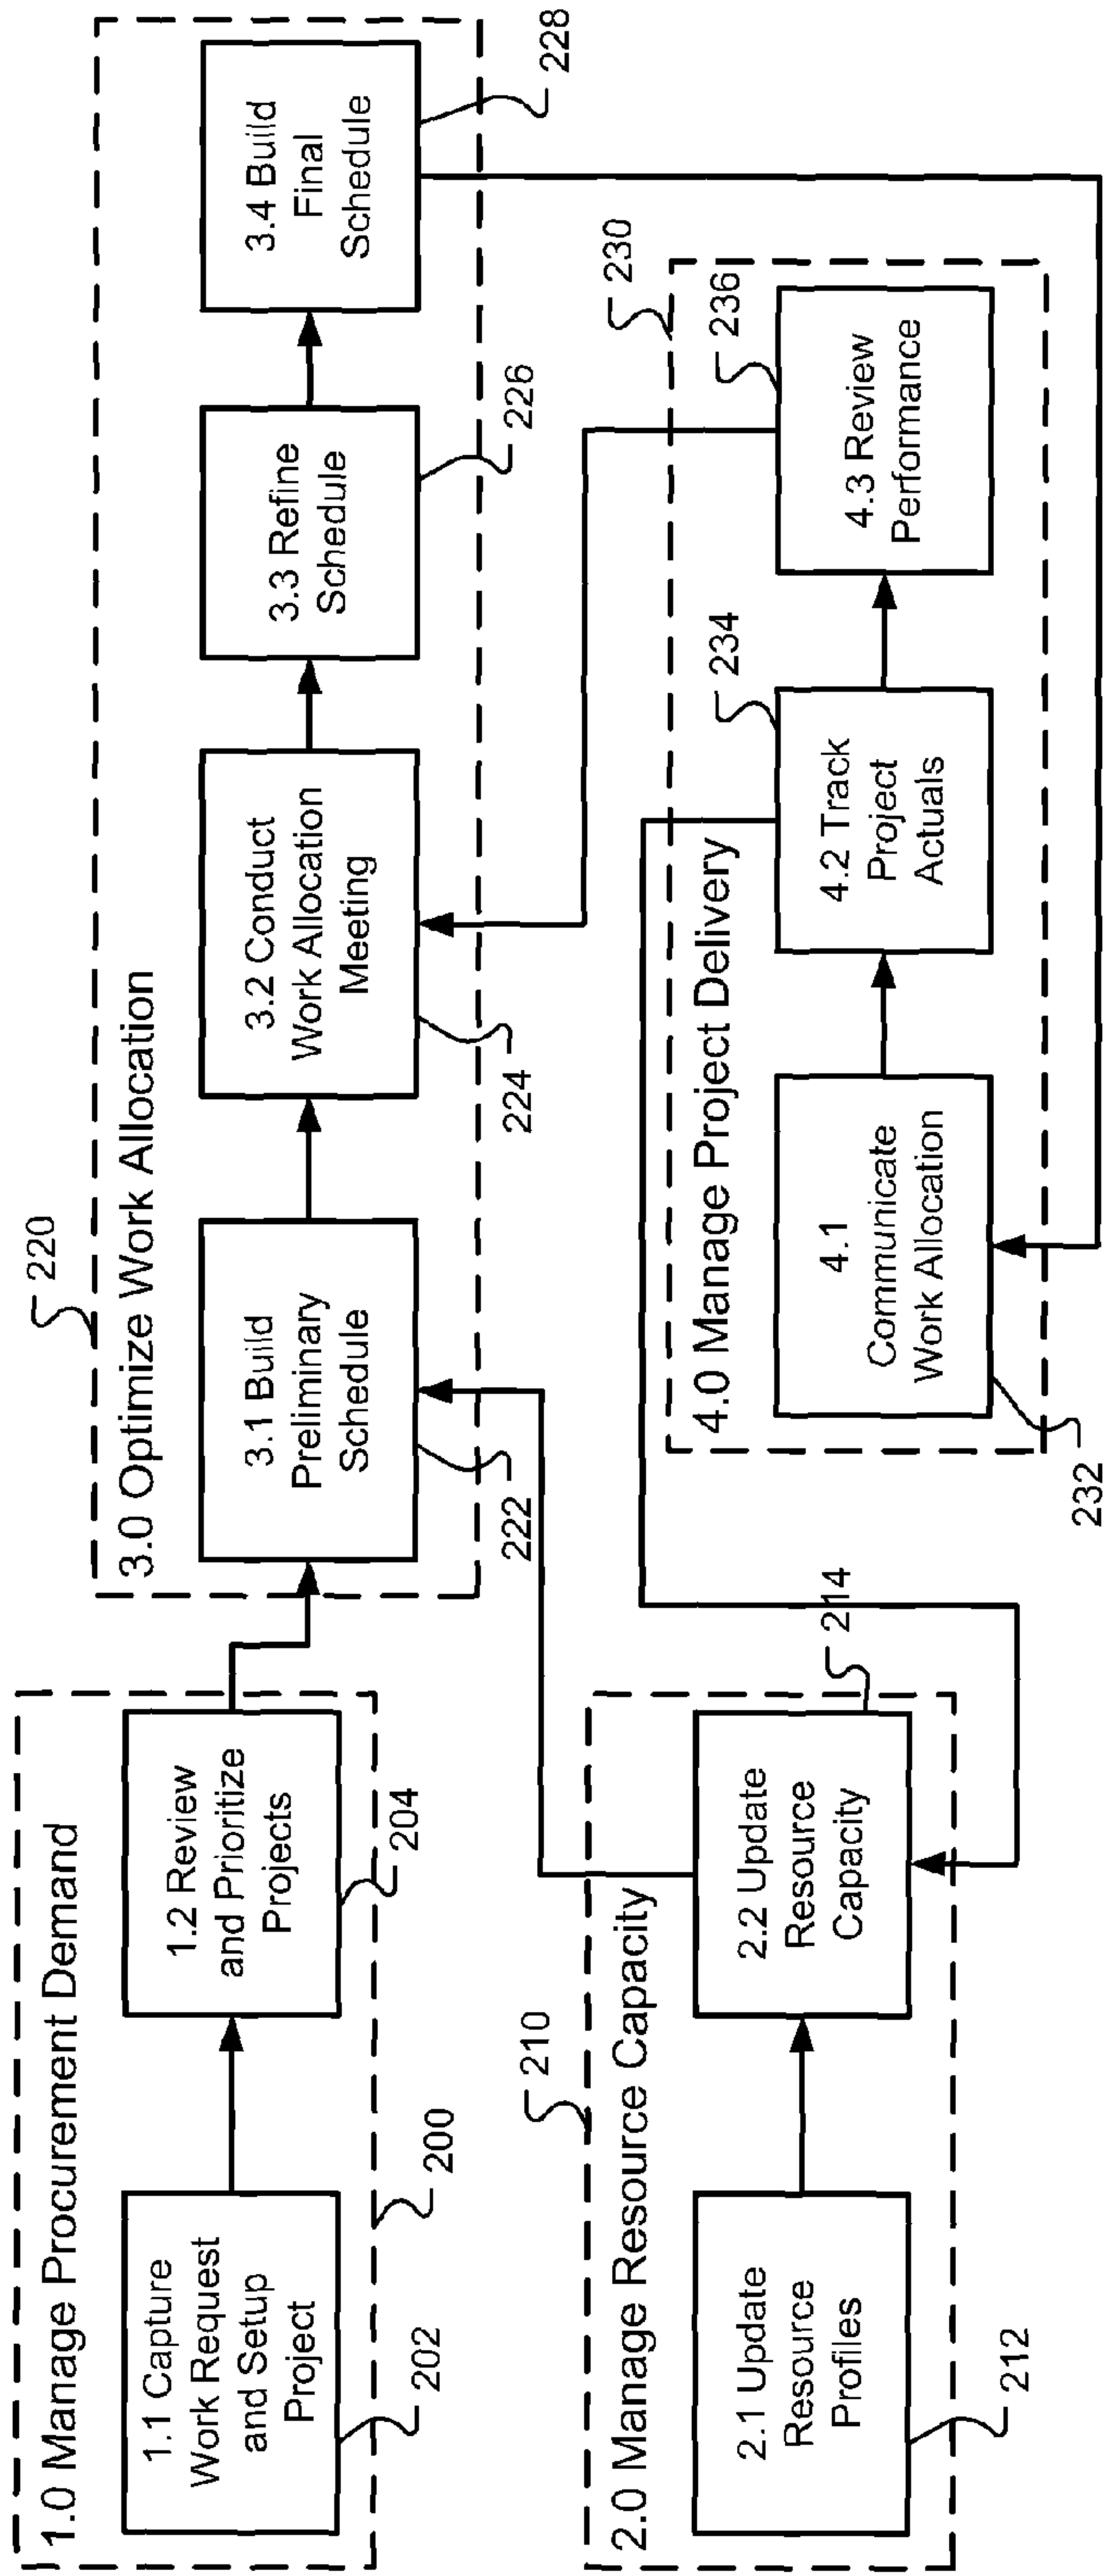 1.0 Manage Procurement Demand
1.1 Capture
Work Request
and Setup
Project
202
1.2 Review
and Prioritize
Projects
204
200
220
3.0 Optimize Work Allocation
3.1 Build
Preliminary
Schedule
222
3.2 Conduct
Work Allocation
Meeting
224
3.3 Refine
Schedule
226
3.4 Build
Final
Schedule
228
210
2.0 Manage Resource Capacity
2.1 Update
Resource
Profiles
212
2.2 Update
Resource
Capacity
214
230
4.0 Manage Project Delivery
4.1
Communicate
Work Allocation
232
4.2 Track
Project
Actuals
234
4.3 Review
Performance
236